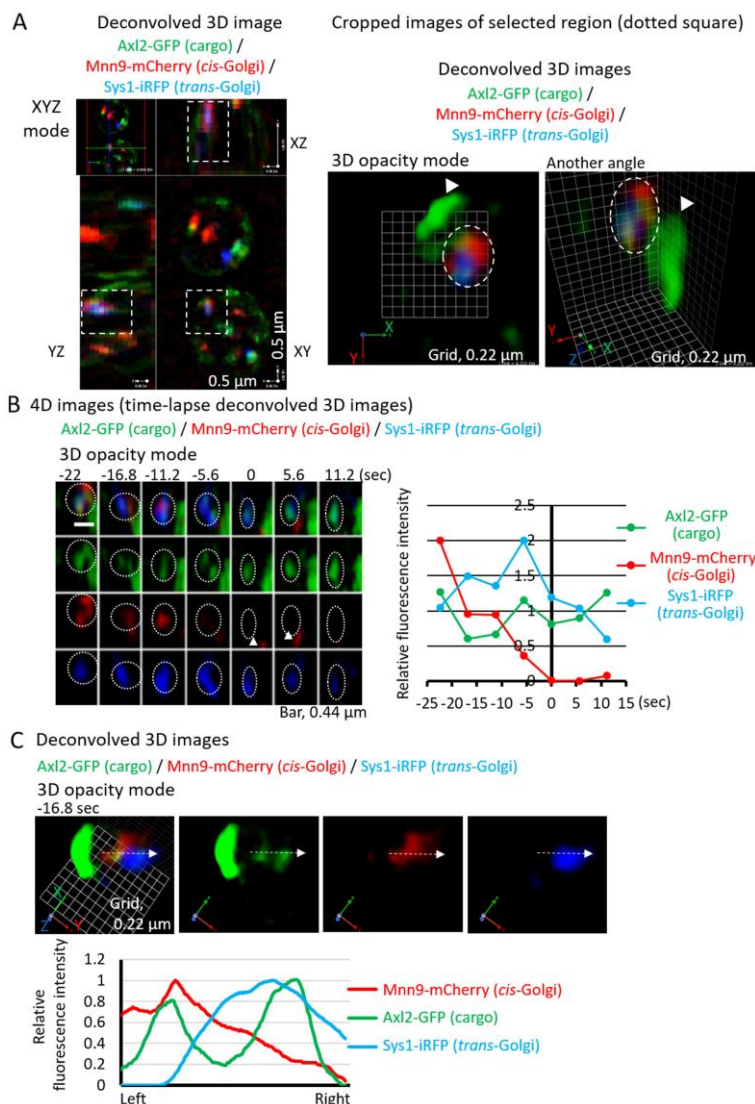 A
Deconvolved 3D image
Axl2-GFP (cargo) /
Mnn9-mCherry (cis-Golgi) /
Sys1-iRFP (trans-Golgi)
XYZ
mode
XZ
YZ
XY
0.5 µm
0.5 µm
Cropped images of selected region (dotted square)
Deconvolved 3D images
Axl2-GFP (cargo) /
Mnn9-mCherry (cis-Golgi) /
Sys1-iRFP (trans-Golgi)
3D opacity mode
Another angle
X
Y
Grid, 0.22 µm
Y
Z
X
Grid, 0.22 µm
B 4D images (time-lapse deconvolved 3D images)
Axl2-GFP (cargo) / Mnn9-mCherry (cis-Golgi) / Sys1-iRFP (trans-Golgi)
3D opacity mode
-22 -16.8 -11.2 -5.6 0 5.6 11.2 (sec)
Bar, 0.44 µm
Relative fluorescence intensity
2.5
2
1.5
1
0.5
0
-25 -20 -15 -10 -5 0 5 10 15 (sec)
Axl2-GFP
(cargo)
Mnn9-mCherry
(cis-Golgi)
Sys1-iRFP
(trans-Golgi)
C Deconvolved 3D images
Axl2-GFP (cargo) / Mnn9-mCherry (cis-Golgi) / Sys1-iRFP (trans-Golgi)
3D opacity mode
-16.8 sec
X
Z
Y
Grid,
0.22 µm
Relative
fluorescence intensity
1.2
1
0.8
0.6
0.4
0.2
0
Left Right
Mnn9-mCherry (cis-Golgi)
Axl2-GFP (cargo)
Sys1-iRFP (trans-Golgi)